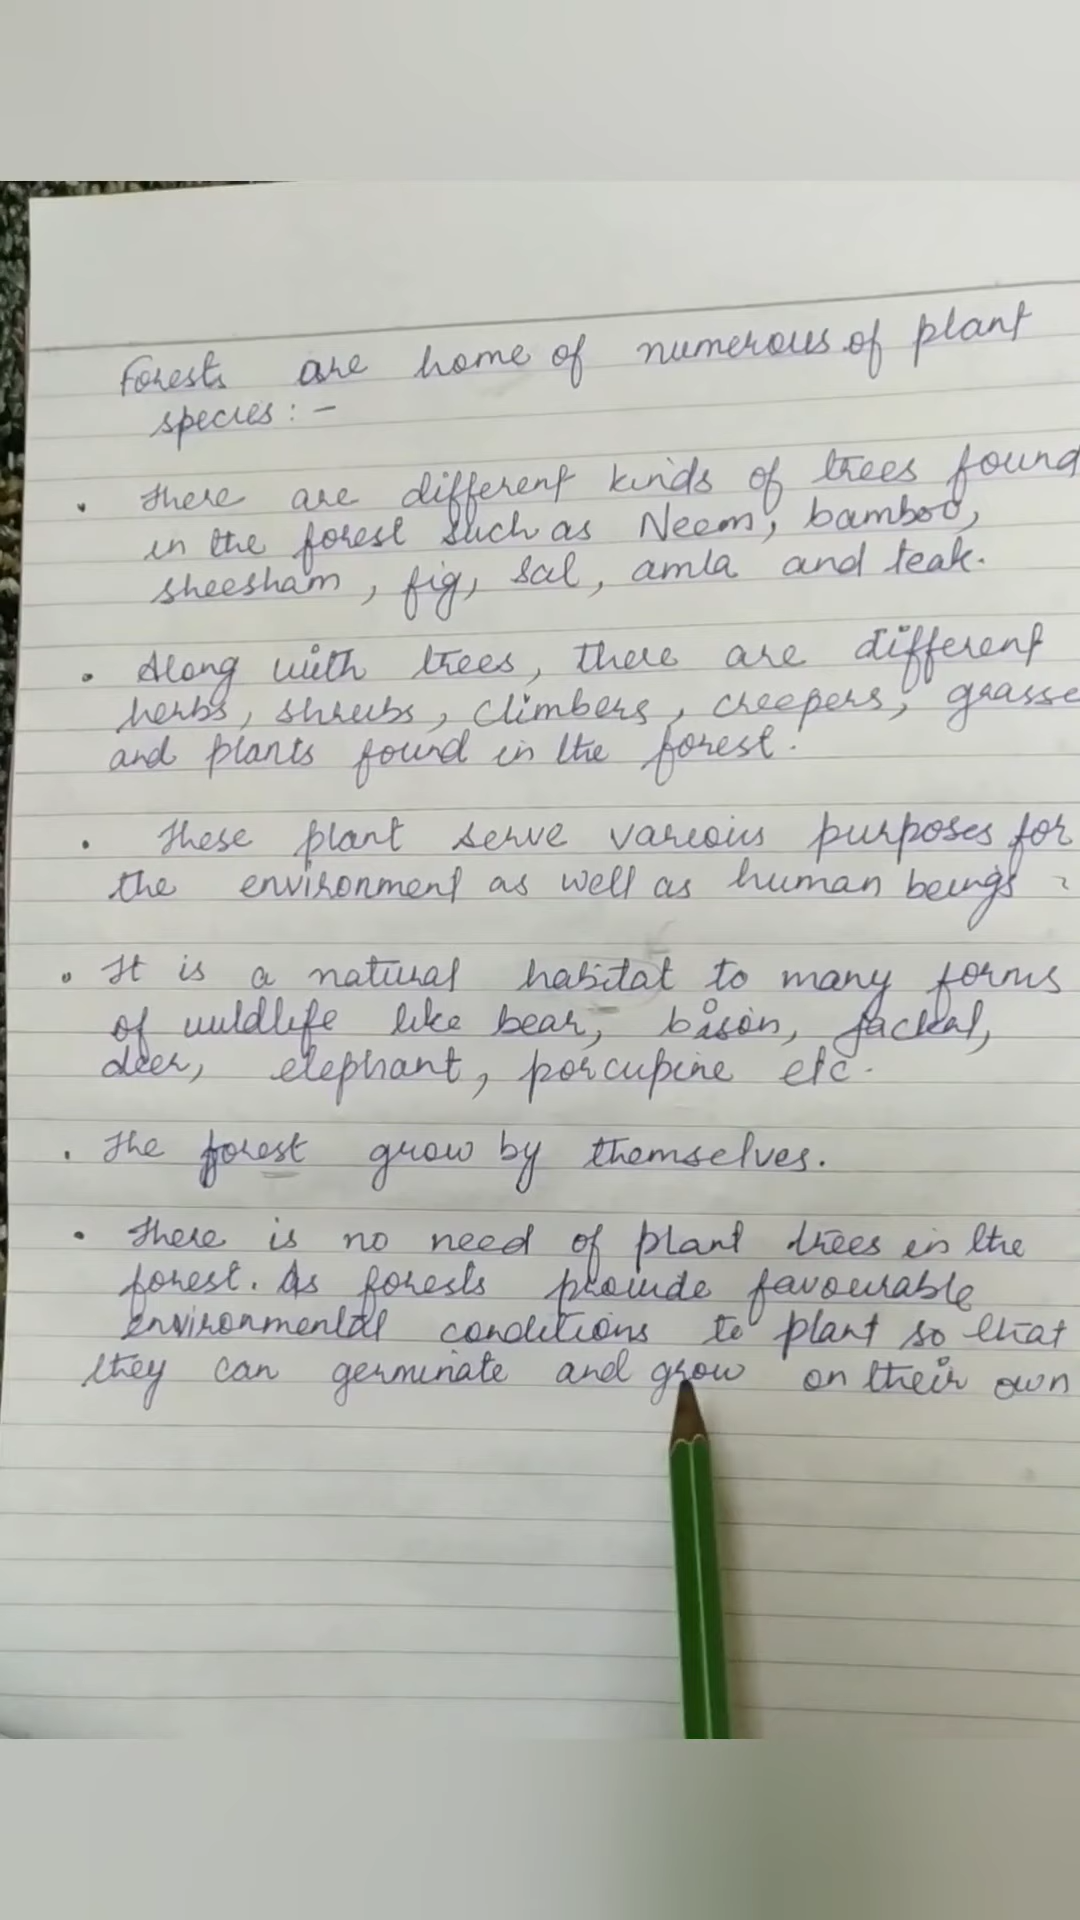 Forests are home of numerous of plant
species: -
• There are different kinds of trees found
in the forest such as Neem, bamboo,
sheesham, fig, sal, amla and teak.
• Along with trees, there are different
herbs, shrubs, climbers, creepers, grasse
and plants found in the forest.
• These plant serve various purposes for
the environment as well as human beings
• It is a natural habitat to many forms
of wildlife like bear, bison, jackal,
deer, elephant, porcupine etc.
• The forest grow by themselves.
• There is no need of plant trees in the
forest. As forests provide favourable
environmental conditions to plant so that
they can germinate and grow on their own